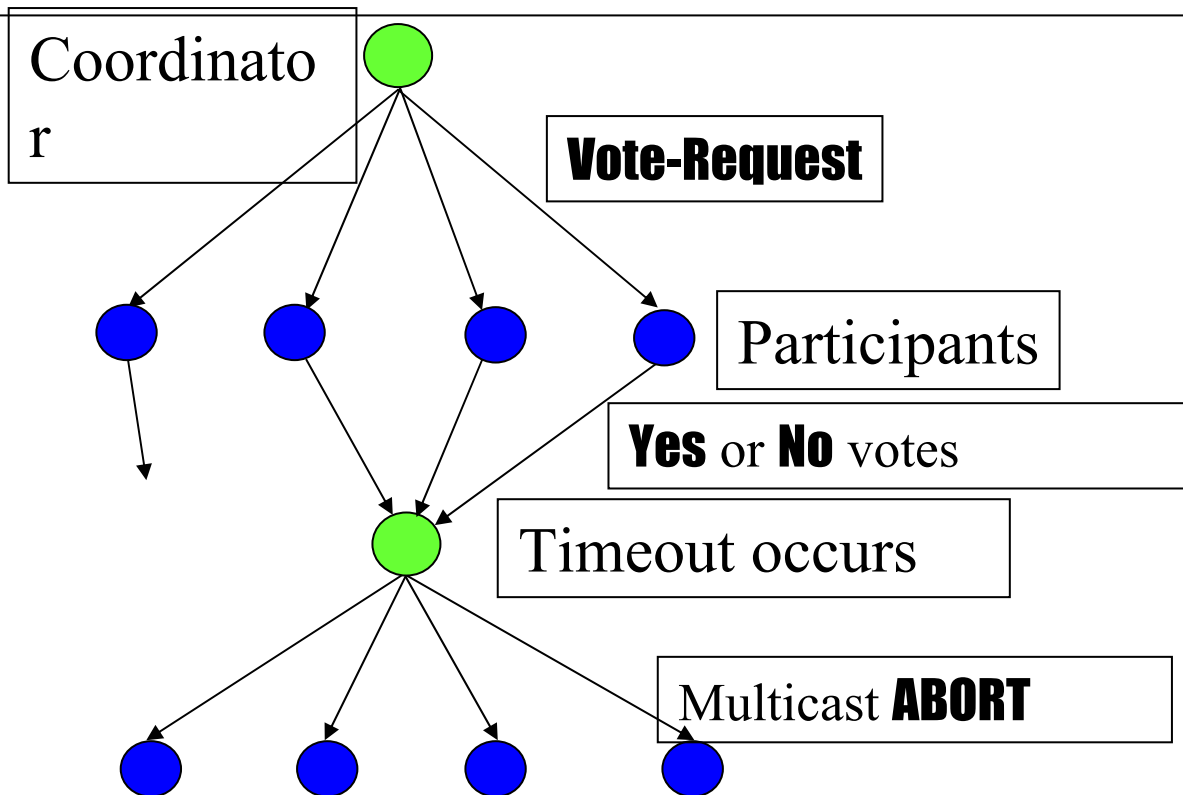 Coordinato
r
Vote-Request
Participants
Yes or No votes
Timeout occurs
Multicast ABORT